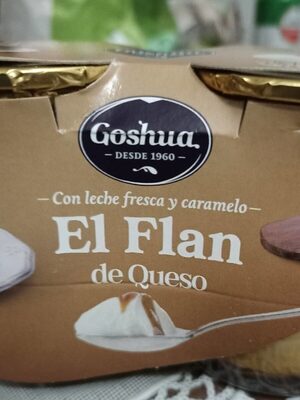 Goshua
DESDE 1960
Con leche fresca y caramelo
El Flan
de Queso